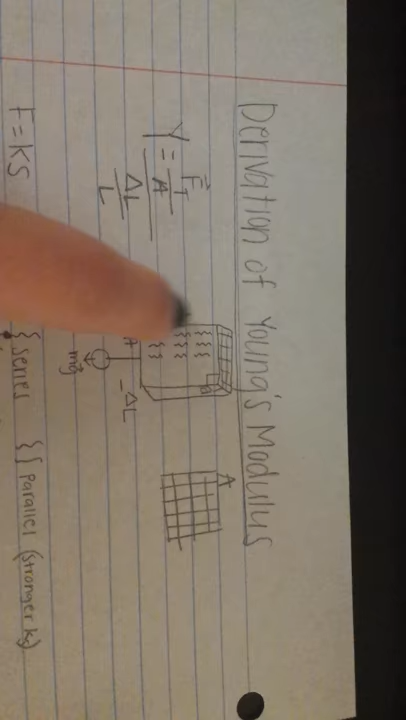 Derivation of Young's Modulus
Y = F⊥/A / ΔL/L
A
-ΔL
mg
F=KS
series
parallel (stronger k)